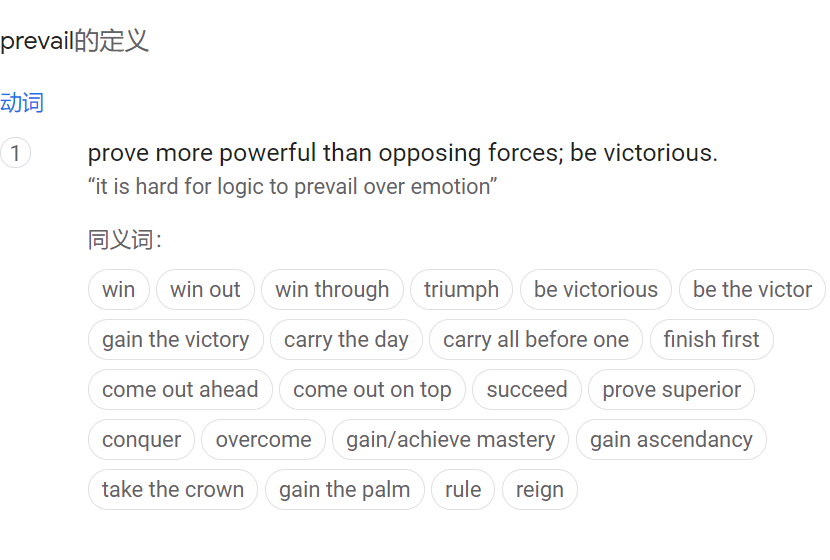 prevail的定义
动词
1 prove more powerful than opposing forces; be victorious.
“it is hard for logic to prevail over emotion”
同义词：
win win out win through triumph be victorious be the victor
gain the victory carry the day carry all before one finish first
come out ahead come out on top succeed prove superior
conquer overcome gain/achieve mastery gain ascendancy
take the crown gain the palm rule reign